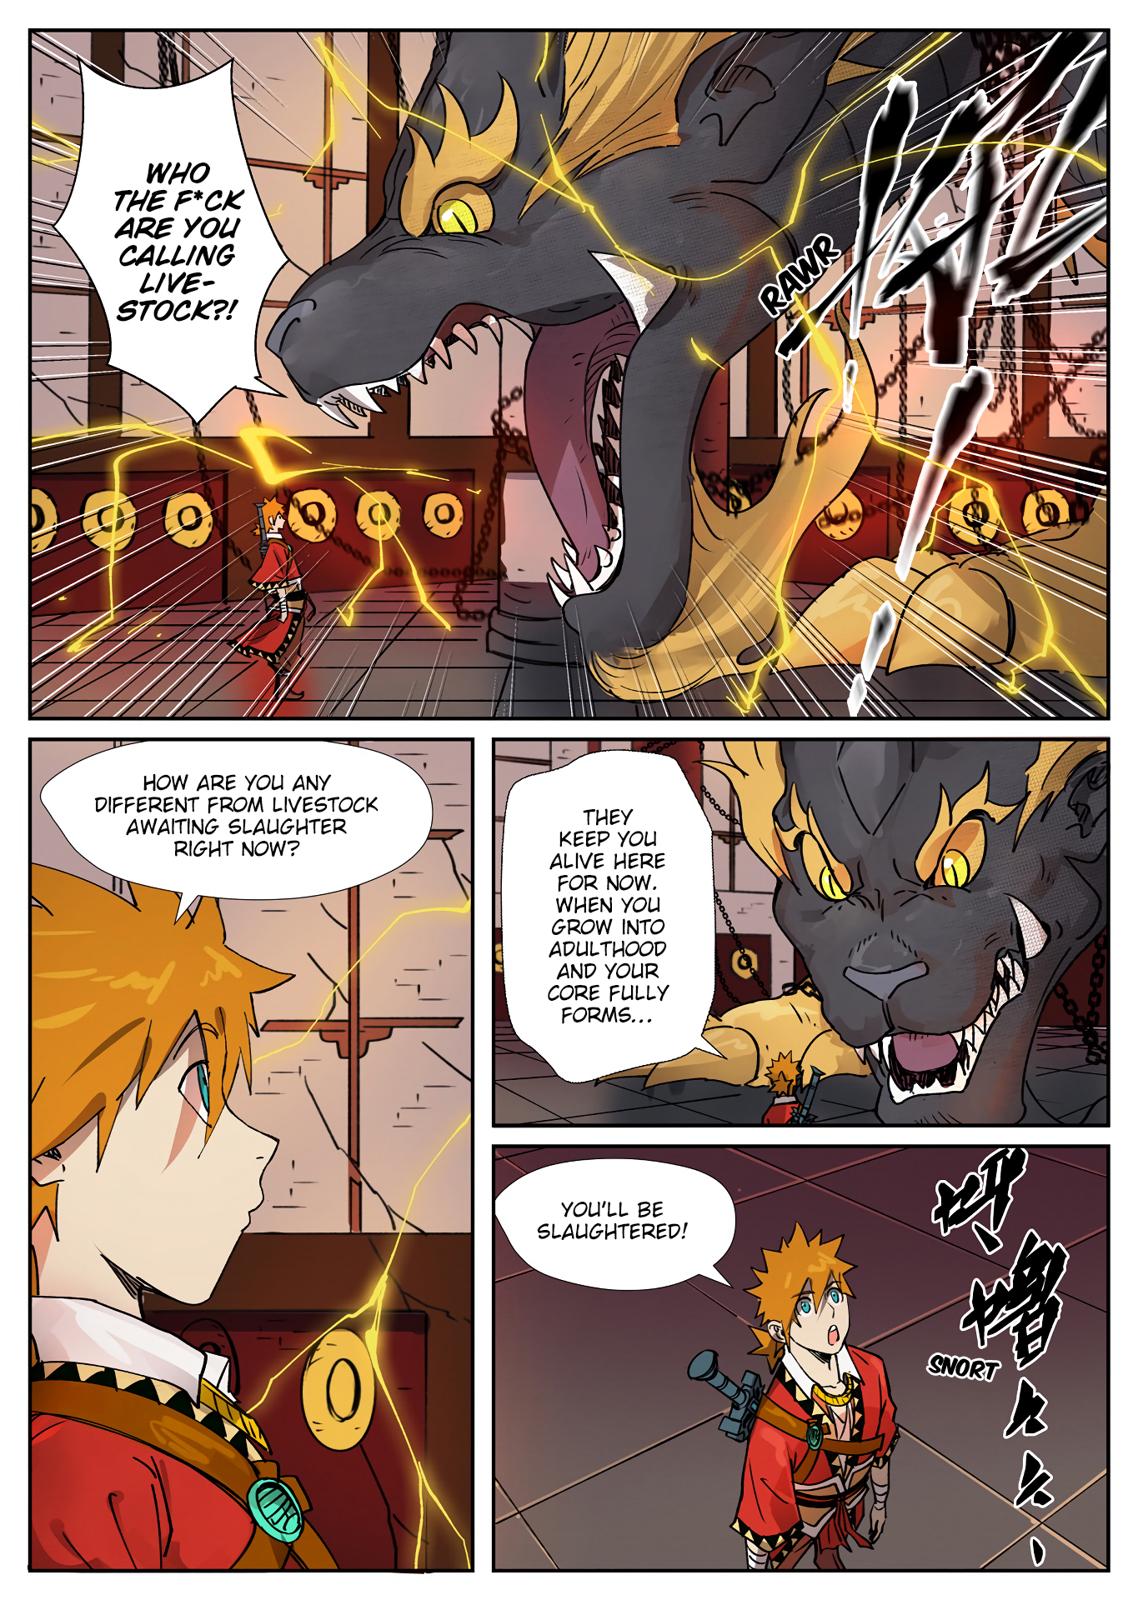 WHO
THE F*CK
ARE YOU
CALLING
LIVE-
STOCK?!
RAWR
HOW ARE YOU ANY
DIFFERENT FROM LIVESTOCK
AWAITING SLAUGHTER
RIGHT NOW?
THEY
KEEP YOU
ALIVE HERE
FOR NOW.
WHEN YOU
GROW INTO
ADULTHOOD
AND YOUR
CORE FULLY
FORMS...
YOU'LL BE
SLAUGHTERED!
SNORT